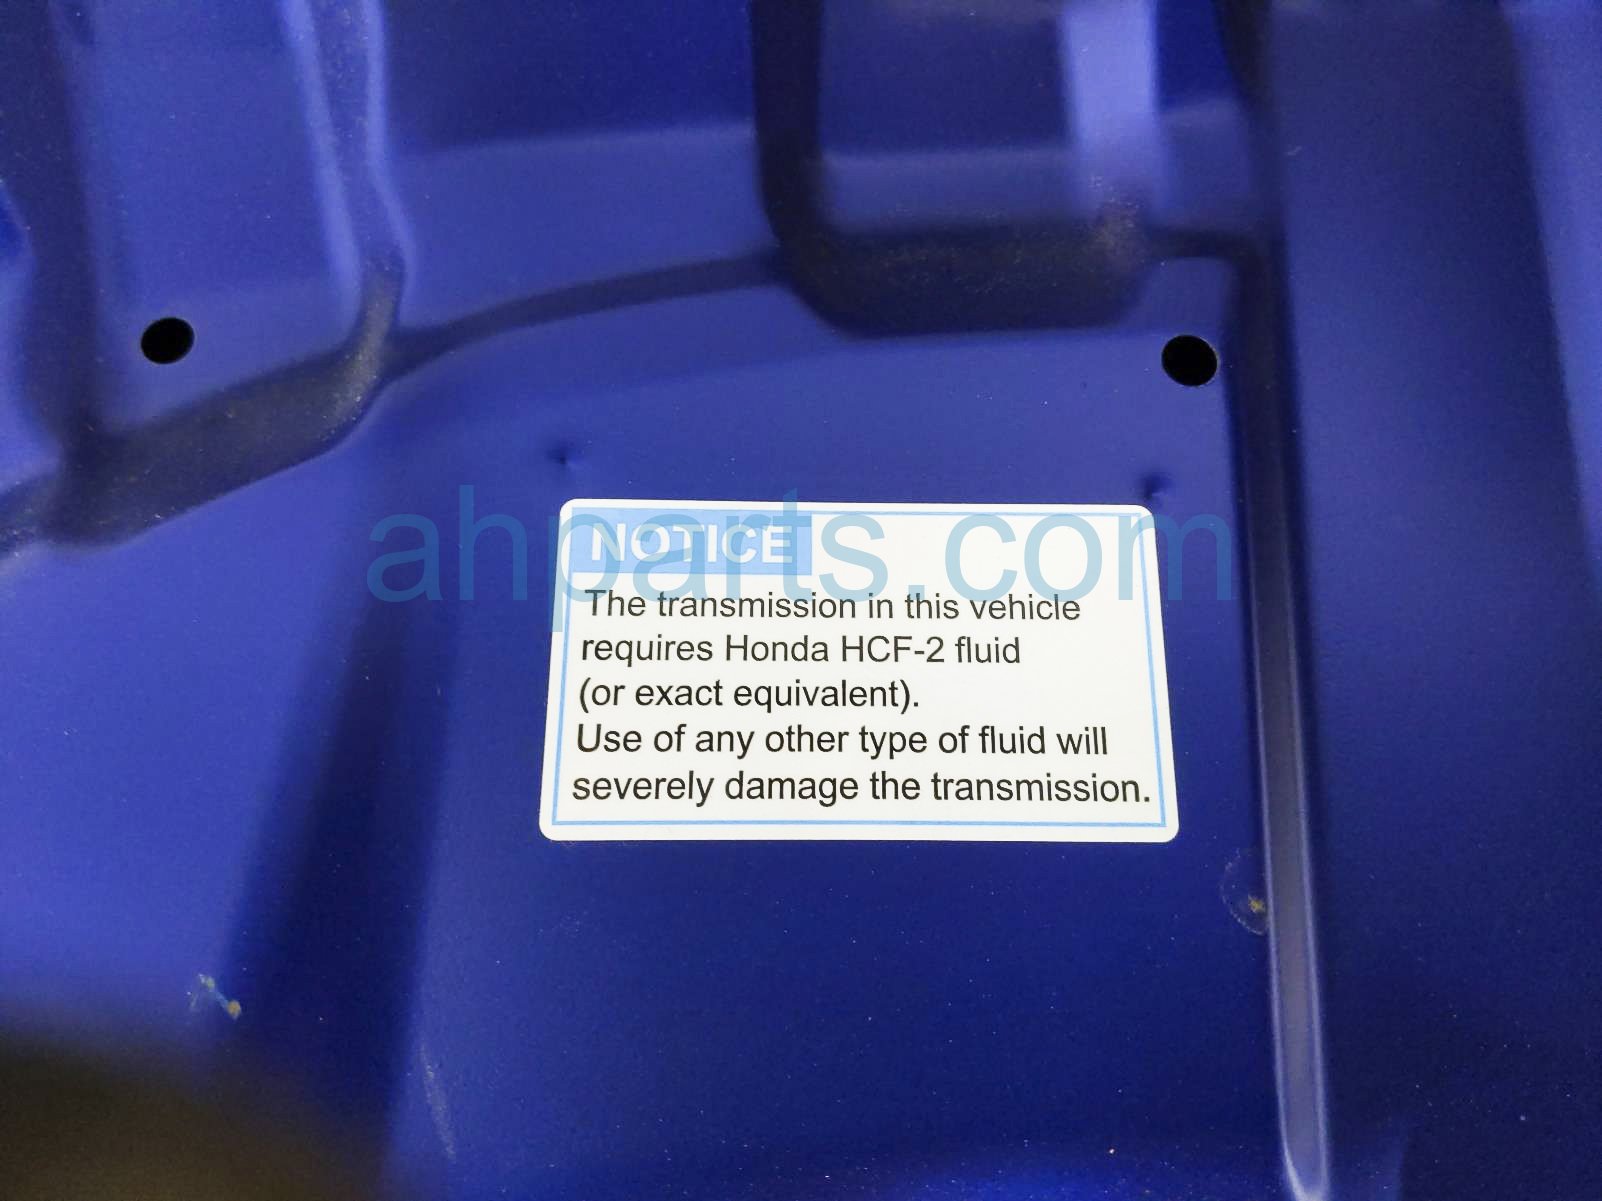 NOTICE
ahparts.com
The transmission in this vehicle
requires Honda HCF-2 fluid
(or exact equivalent).
Use of any other type of fluid will
severely damage the transmission.